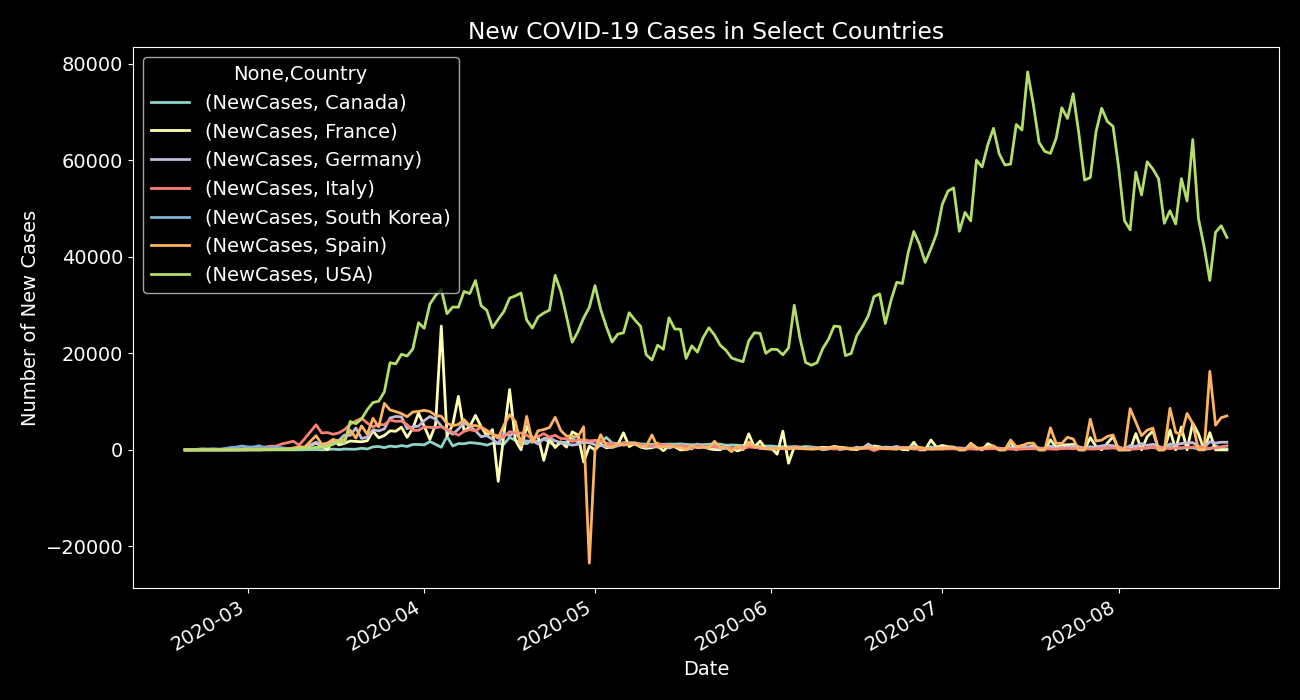 New COVID-19 Cases in Select Countries
None,Country
(NewCases, Canada)
(NewCases, France)
(NewCases, Germany)
(NewCases, Italy)
(NewCases, South Korea)
(NewCases, Spain)
(NewCases, USA)
80000
60000
40000
20000
0
−20000
Number of New Cases
2020-03
2020-04
2020-05
2020-06
2020-07
2020-08
Date